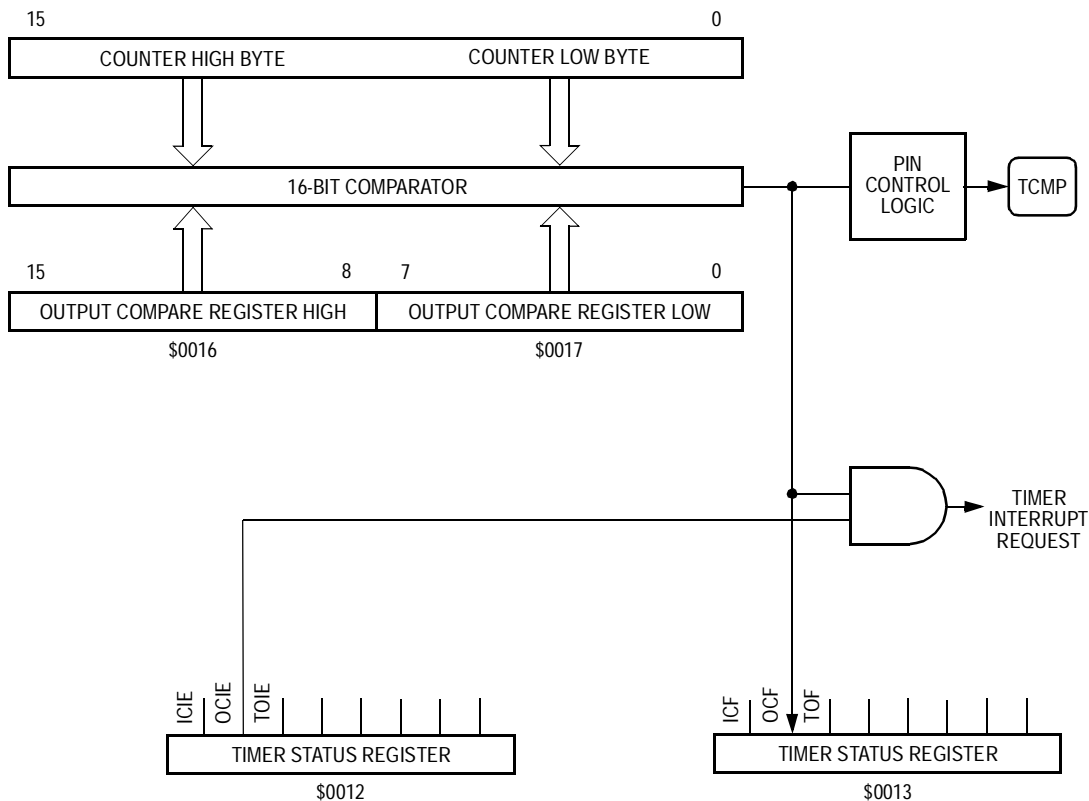 15 0
COUNTER HIGH BYTE COUNTER LOW BYTE
16-BIT COMPARATOR
PIN
CONTROL
LOGIC
TCMP
15 8 7 0
OUTPUT COMPARE REGISTER HIGH OUTPUT COMPARE REGISTER LOW
$0016 $0017
TIMER
INTERRUPT
REQUEST
ICIE
OCIE
TOIE
TIMER STATUS REGISTER
$0012
ICF
OCF
TOF
TIMER STATUS REGISTER
$0013